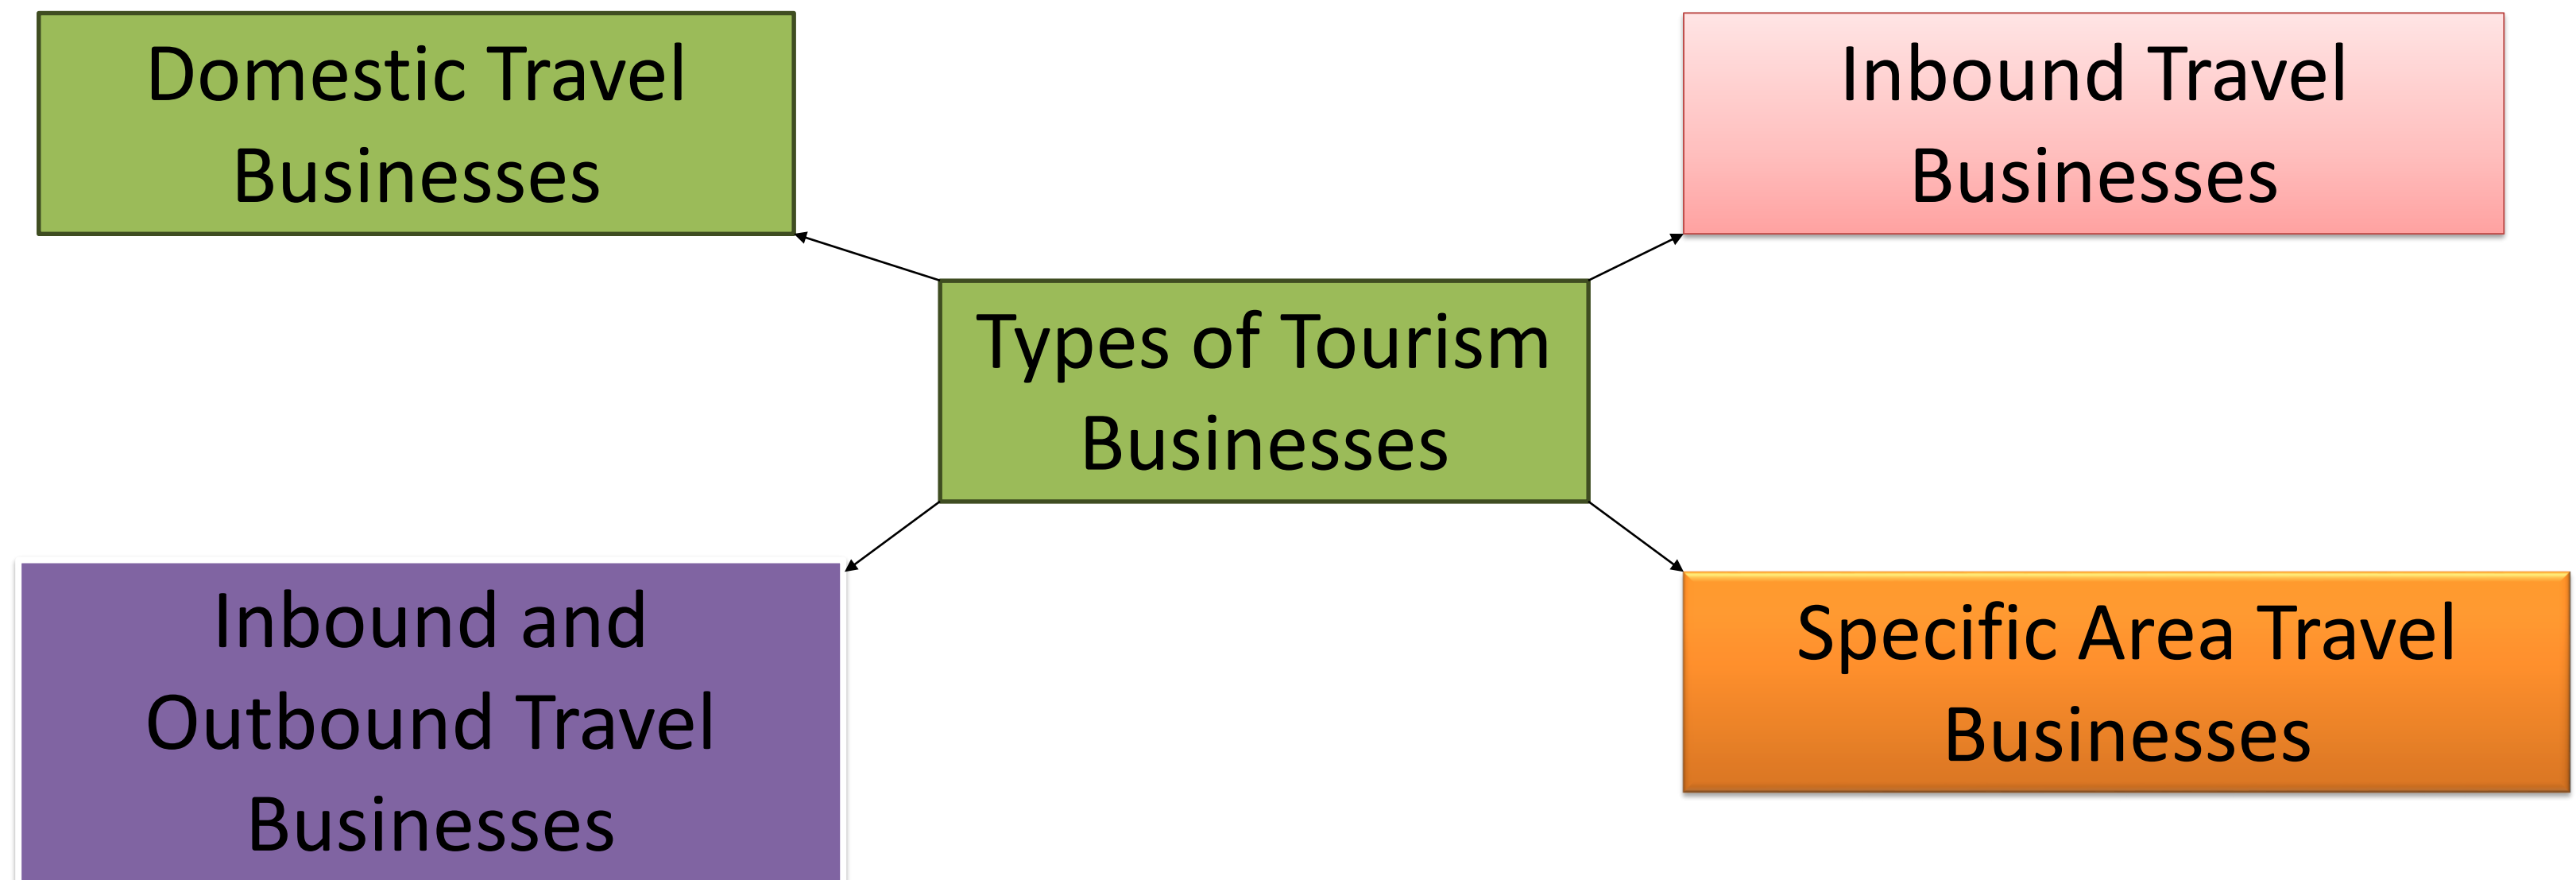 Domestic Travel
Businesses
Inbound Travel
Businesses
Types of Tourism
Businesses
Inbound and
Outbound Travel
Businesses
Specific Area Travel
Businesses